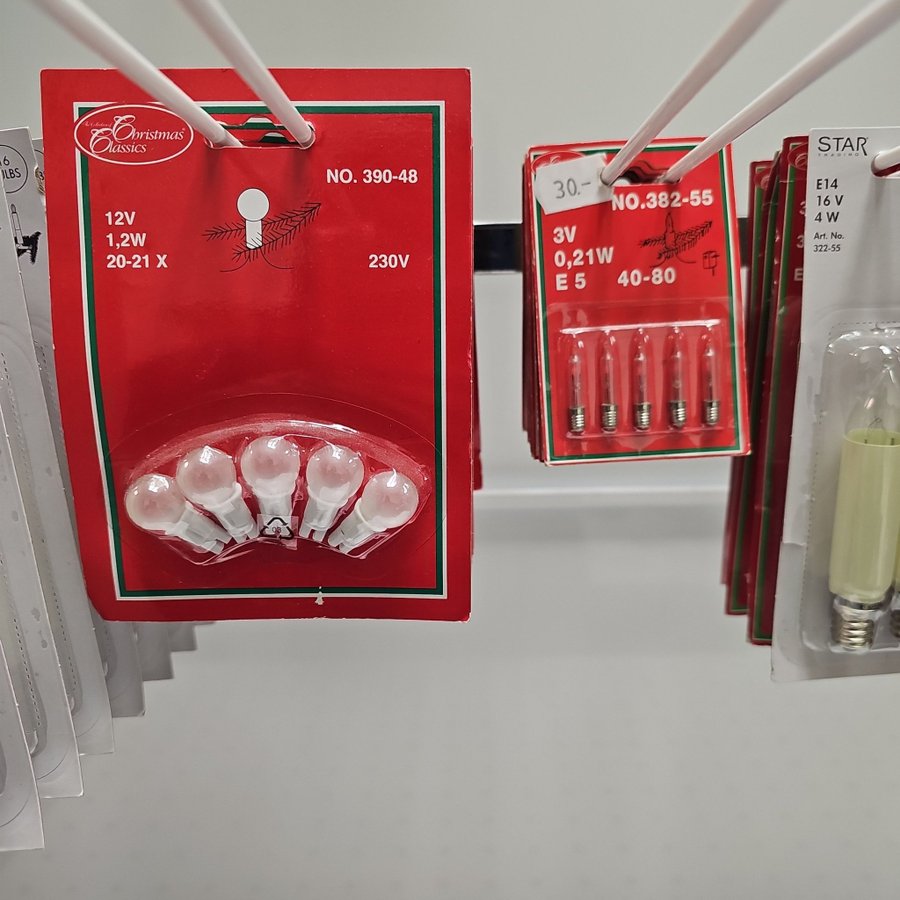 Christmas
Classics
NO. 390-48
12V
1,2W
20-21 X
230V
30.-
NO.382-55
3V
0,21W
E 5
40-80
STAR
TRADING
E14
16 V
4 W
Art. No.
322-55